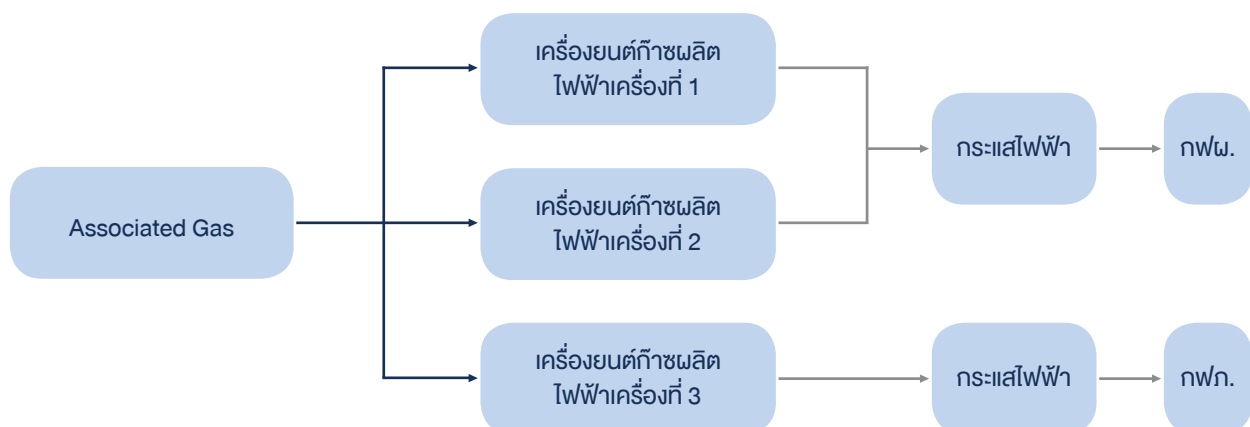 Associated Gas
เครื่องยนต์ก๊าซผลิต
ไฟฟ้าเครื่องที่ 1
เครื่องยนต์ก๊าซผลิต
ไฟฟ้าเครื่องที่ 2
เครื่องยนต์ก๊าซผลิต
ไฟฟ้าเครื่องที่ 3
กระแสไฟฟ้า
กฟผ.
กระแสไฟฟ้า
กฟภ.